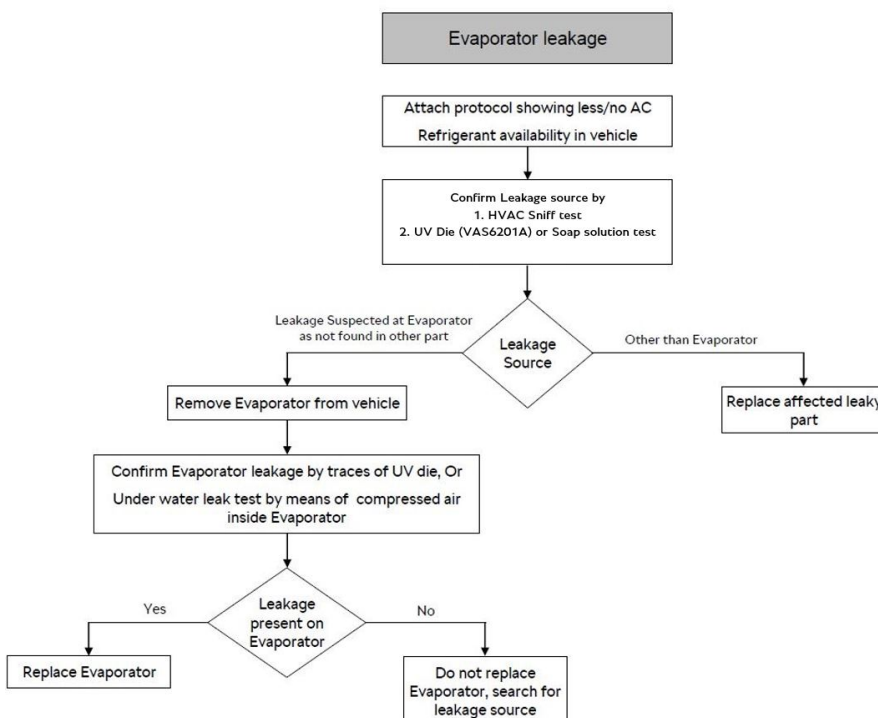 Evaporator leakage
Attach protocol showing less/no AC
Refrigerant availability in vehicle
Confirm Leakage source by
1. HVAC Sniff test
2. UV Die (VAS6201A) or Soap solution test
Leakage Suspected at Evaporator
as not found in other part
Leakage
Source
Other than Evaporator
Remove Evaporator from vehicle
Replace affected leaky
part
Confirm Evaporator leakage by traces of UV die, Or
Under water leak test by means of compressed air
inside Evaporator
Yes
Leakage
present on
Evaporator
No
Replace Evaporator
Do not replace
Evaporator, search for
leakage source